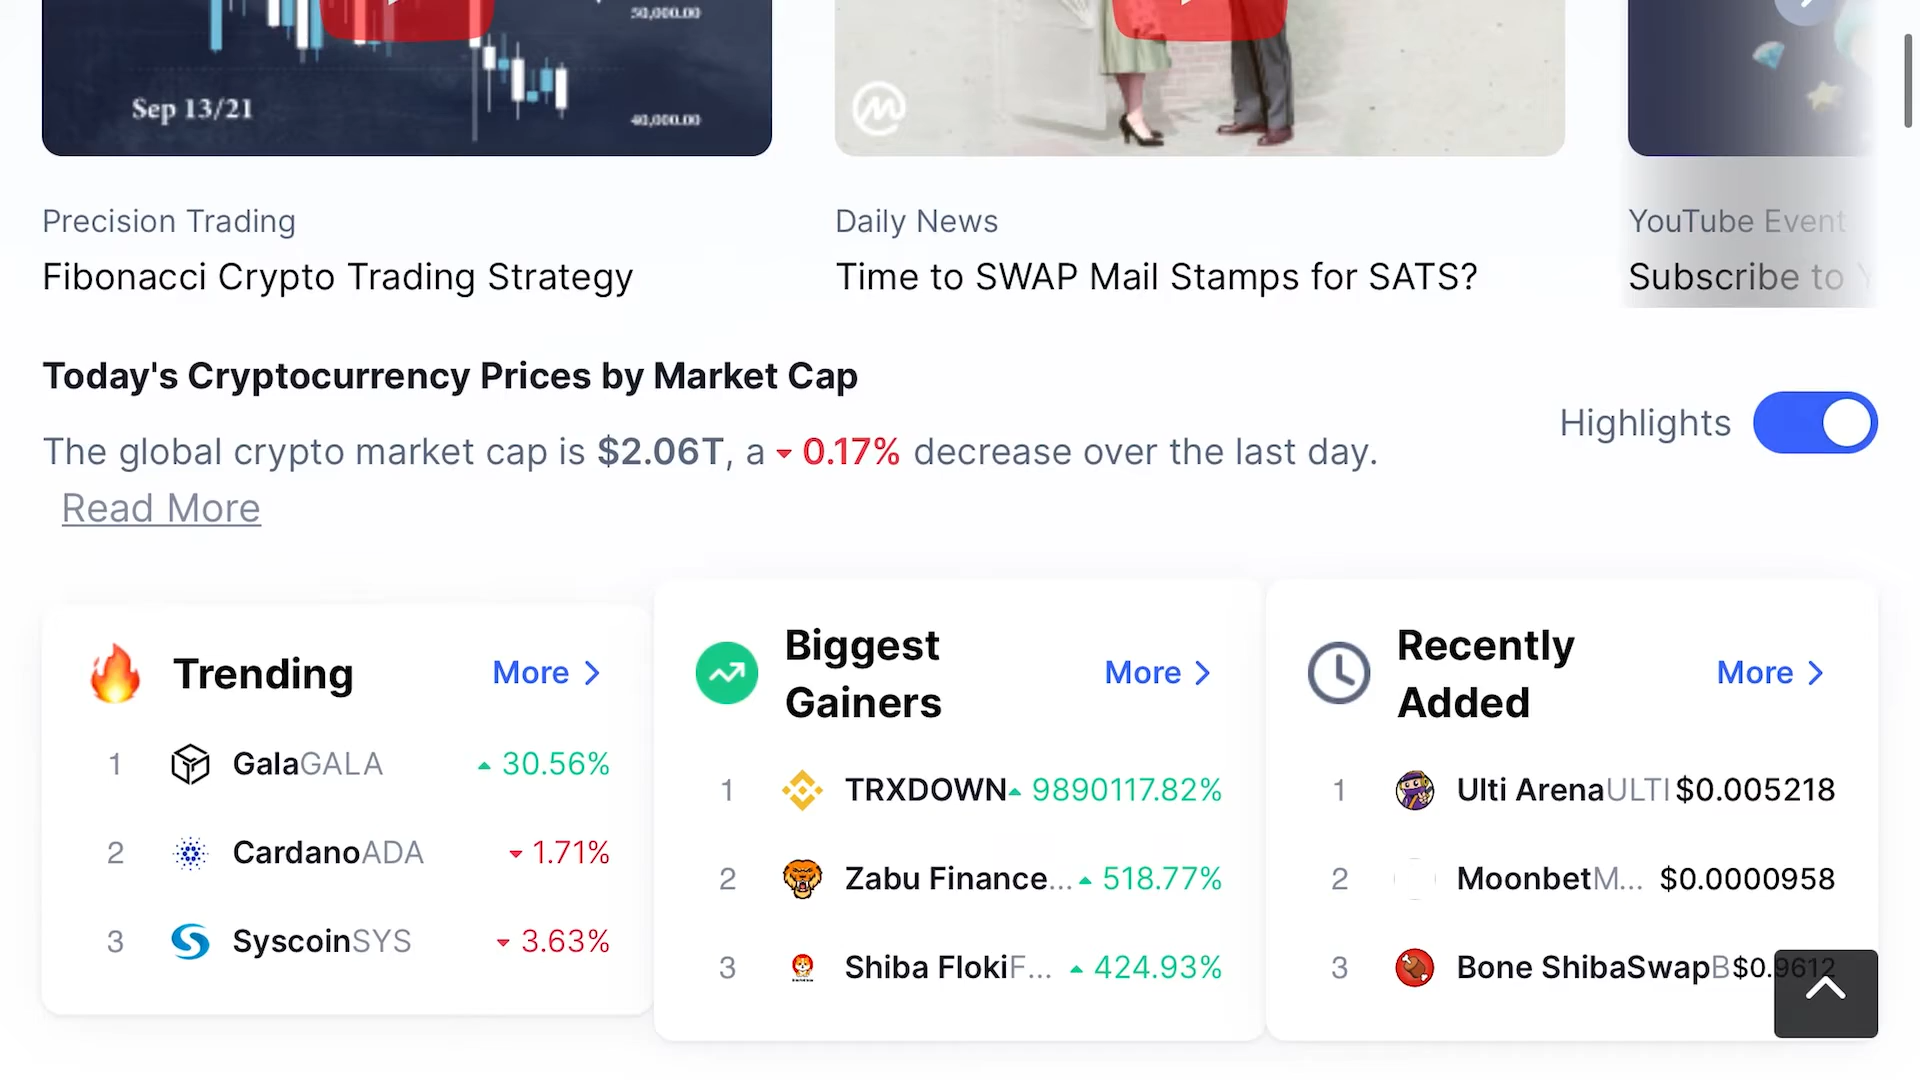 50,000.00
Sep 13/21
40,000.00
Precision Trading
Fibonacci Crypto Trading Strategy
Daily News
Time to SWAP Mail Stamps for SATS?
YouTube Event
Subscribe to
Today's Cryptocurrency Prices by Market Cap
The global crypto market cap is $2.06T, a 0.17% decrease over the last day.
Read More
Highlights
Trending
More
1 GalaGALA 30.56%
2 CardanoADA 1.71%
3 SyscoinSYS 3.63%
Biggest
Gainers
More
1 TRXDOWN 9890117.82%
2 Zabu Finance... 518.77%
3 Shiba FlokiF... 424.93%
Recently
Added
More
1 Ulti ArenaULTI $0.005218
2 MoonbetM... $0.0000958
3 Bone ShibaSwapB $0.9612